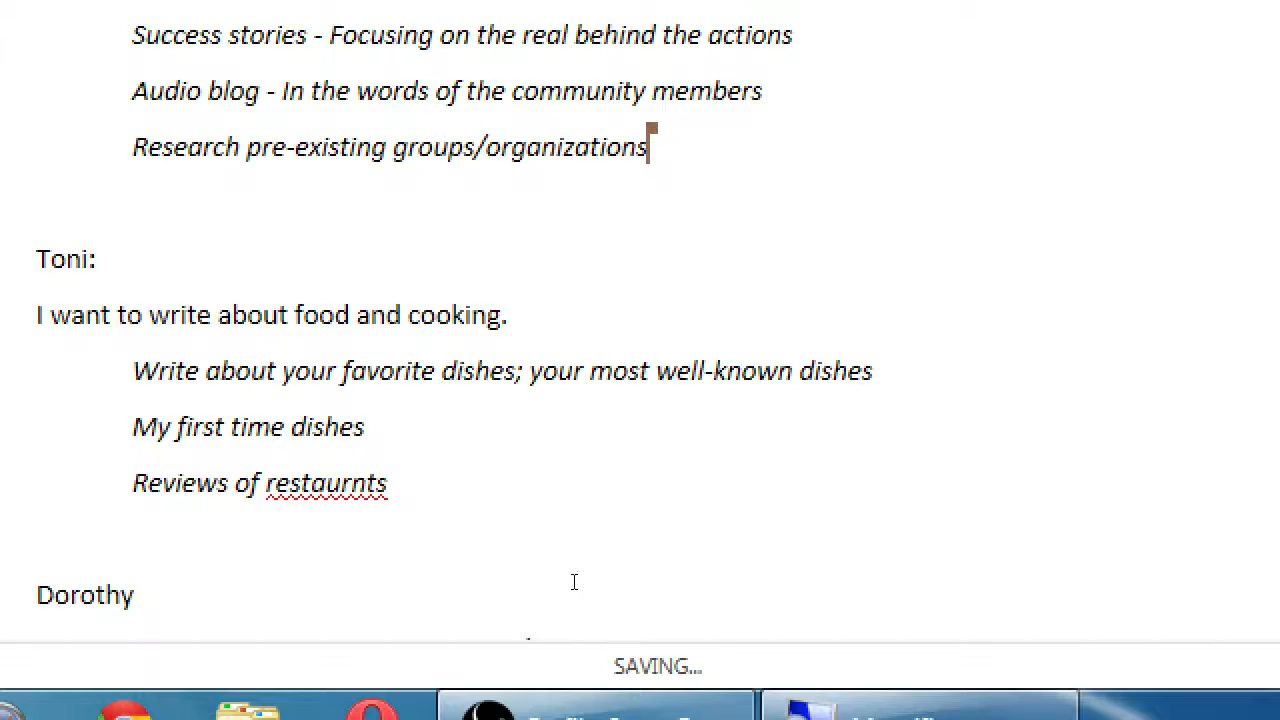 Success stories - Focusing on the real behind the actions
Audio blog - In the words of the community members
Research pre-existing groups/organizations
Toni:
I want to write about food and cooking.
Write about your favorite dishes; your most well-known dishes
My first time dishes
Reviews of restaurnts
Dorothy
SAVING...